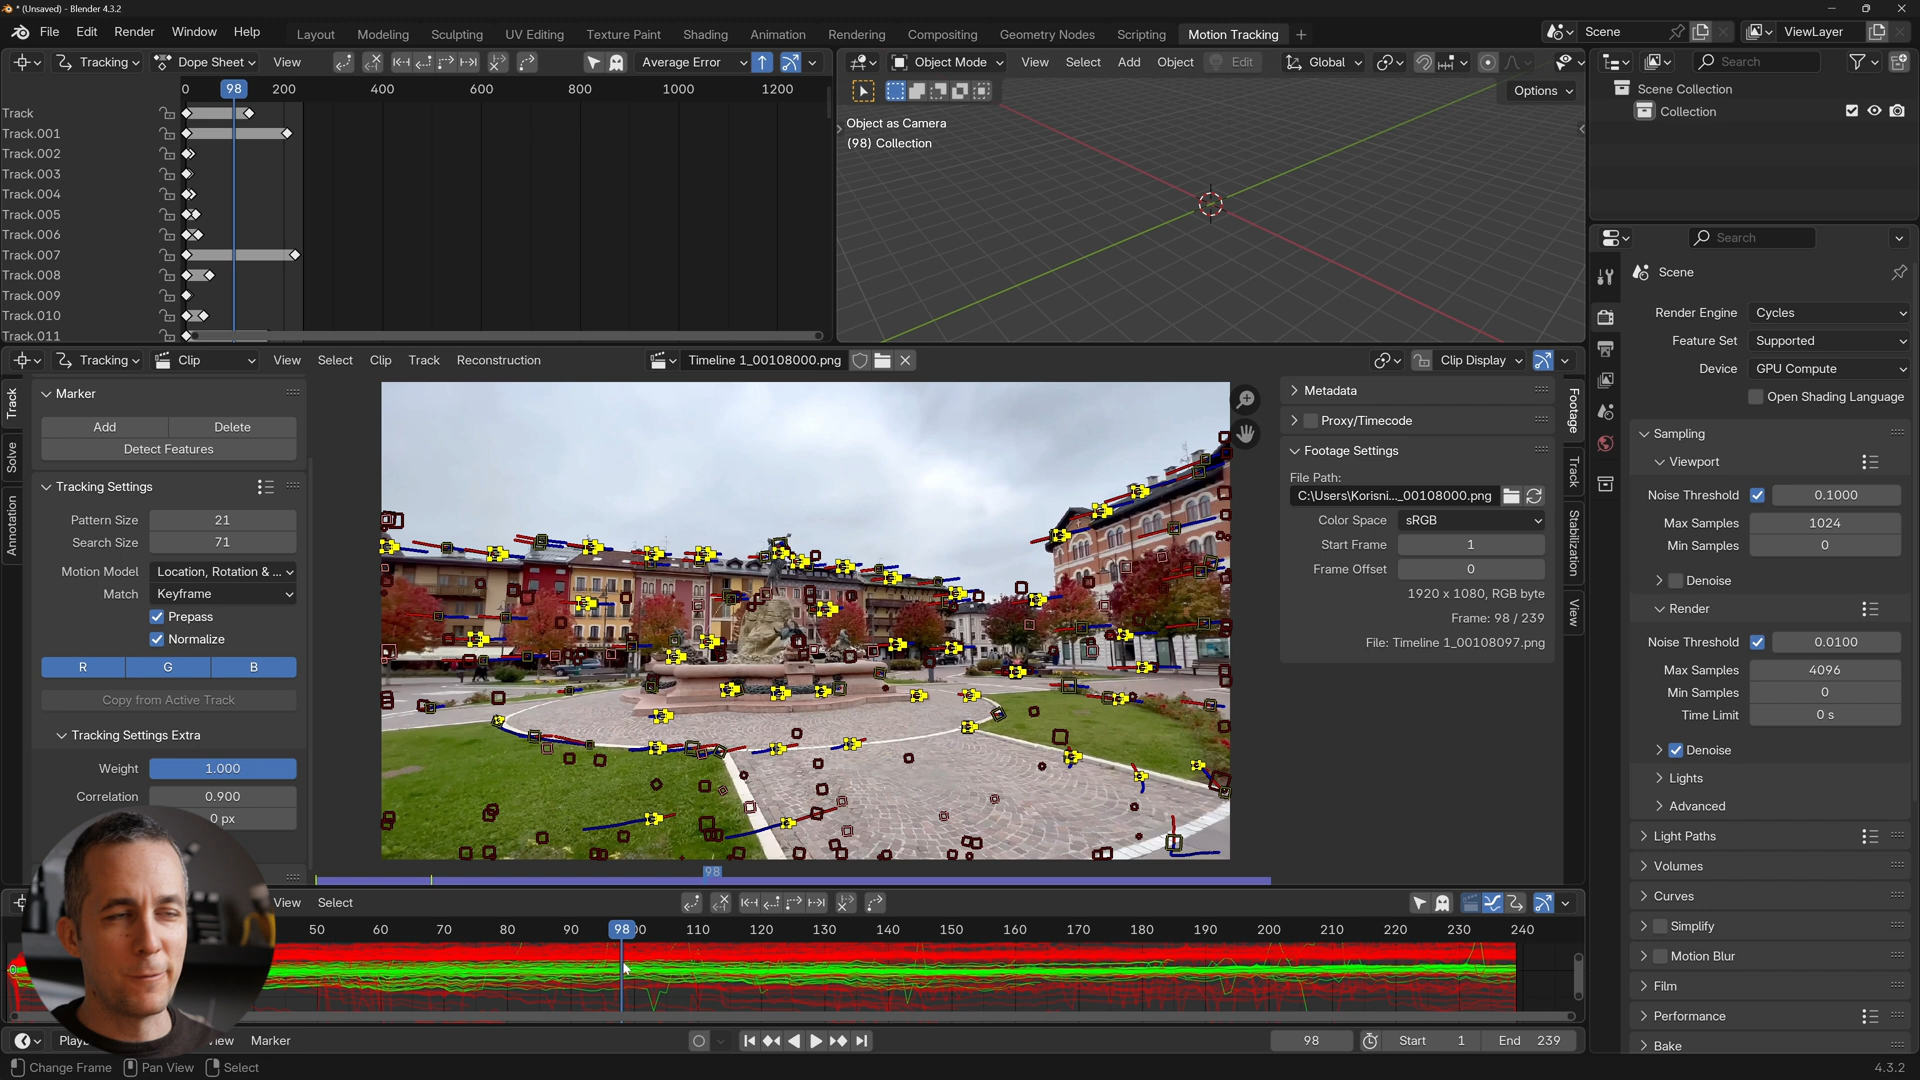 * (Unsaved) - Blender 4.3.2
File Edit Render Window Help Layout Modeling Sculpting UV Editing Texture Paint Shading Animation Rendering Compositing Geometry Nodes Scripting Motion Tracking + Scene ViewLayer
Tracking Dope Sheet View Average Error
Object Mode View Select Add Object Edit Global
Search
0 98 200 400 600 800 1000 1200
Options
Scene Collection
Collection
Track
Track.001
Track.002
Track.003
Track.004
Track.005
Track.006
Track.007
Track.008
Track.009
Track.010
Track.011
Object as Camera
(98) Collection
Search
Scene
Render Engine Cycles
Feature Set Supported
Device GPU Compute
Open Shading Language
Sampling
Viewport
Noise Threshold 0.1000
Max Samples 1024
Min Samples 0
Denoise
Render
Noise Threshold 0.0100
Max Samples 4096
Min Samples 0
Time Limit 0 s
Denoise
Lights
Advanced
Light Paths
Volumes
Curves
Simplify
Motion Blur
Film
Performance
Bake
Tracking Clip View Select Clip Track Reconstruction Timeline 1_00108000.png Clip Display
Track
Solve
Annotation
Marker
Add Delete
Detect Features
Tracking Settings
Pattern Size 21
Search Size 71
Motion Model Location, Rotation & ...
Match Keyframe
Prepass
Normalize
R G B
Copy from Active Track
Tracking Settings Extra
Weight 1.000
Correlation 0.900
0 px
Metadata
Proxy/Timecode
Footage Settings
File Path:
C:\Users\Korisni..._00108000.png
Color Space sRGB
Start Frame 1
Frame Offset 0
1920 x 1080, RGB byte
Frame: 98 / 239
File: Timeline 1_00108097.png
Footage
Track
Stabilization
View
98
View Select
50 60 70 80 90 98 110 120 130 140 150 160 170 180 190 200 210 220 230 240
Marker
98 Start 1 End 239
Change Frame Pan View Select 4.3.2